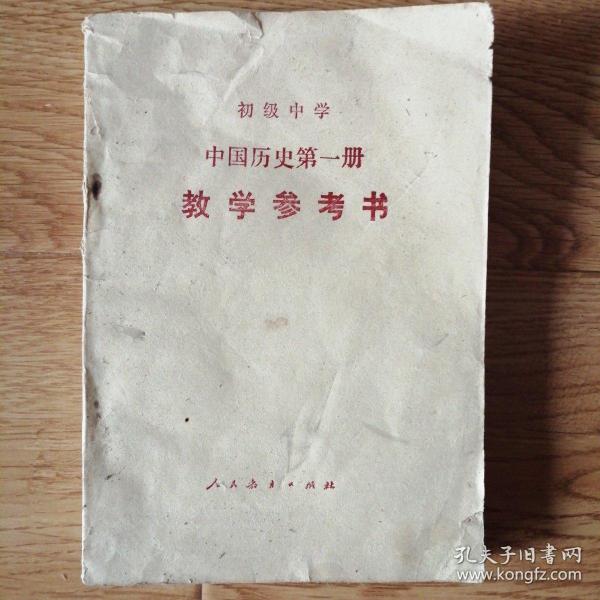 初级中学
中国历史第一册
教学参考书
人民教育出版社
孔夫子旧书网
www.kongfz.com